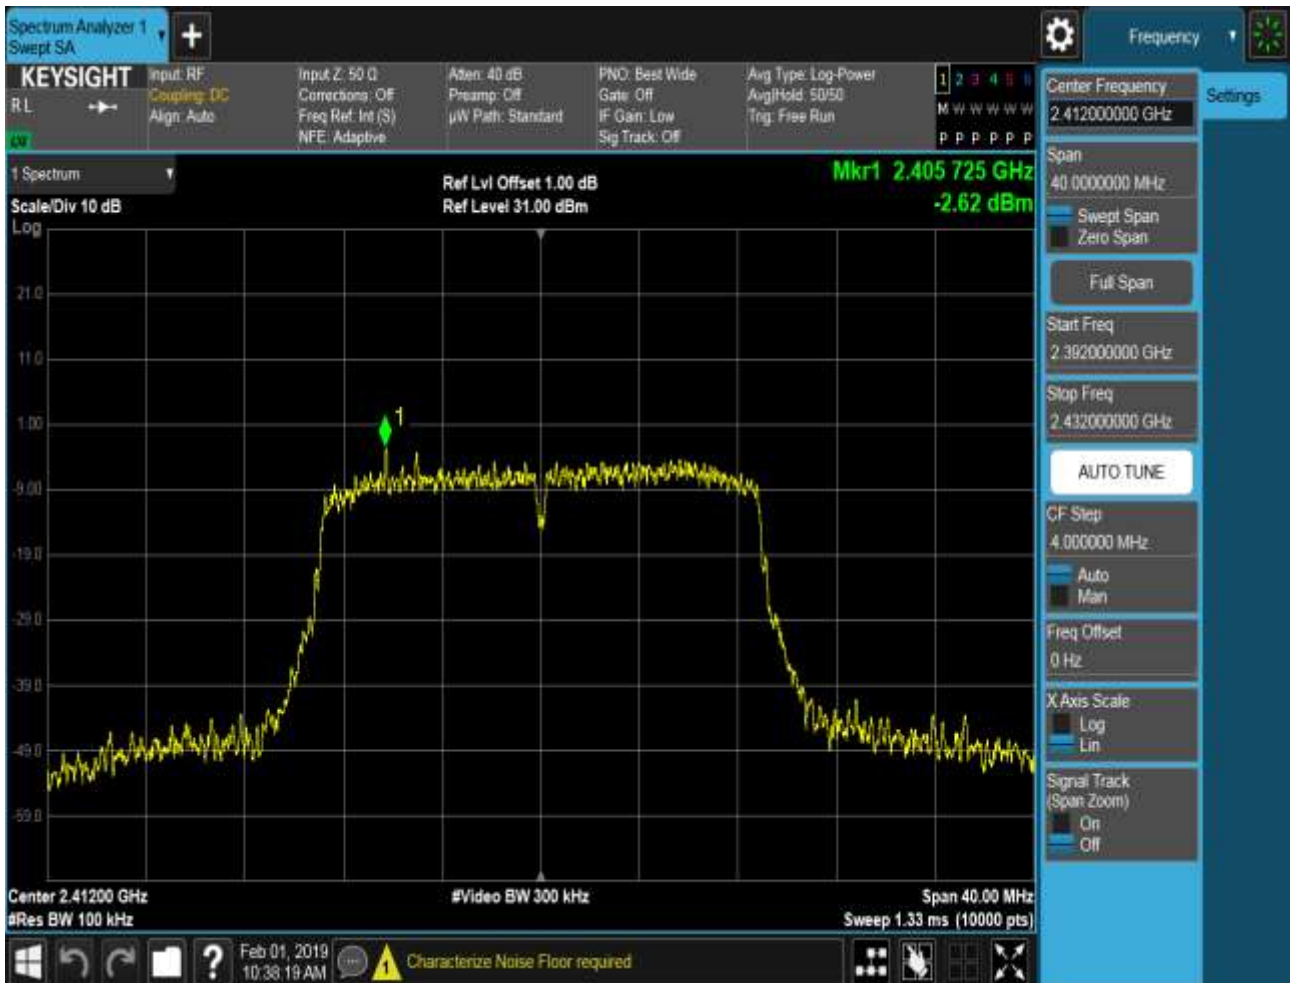 Spectrum Analyzer 1
Swept SA
Frequency
KEYSIGHT
RL
Input: RF
Coupling: DC
Align: Auto
Input Z: 50 Ω
Corrections: Off
Freq Ref: Int (S)
NFE: Adaptive
Atten: 40 dB
Preamp: Off
µW Path: Standard
PNO: Best Wide
Gate: Off
IF Gain: Low
Sig Track: Off
Avg Type: Log-Power
Avg|Hold: 50/50
Trig: Free Run
1 2 3 4 5 6
M W W W W W
P P P P P P
1 Spectrum
Scale/Div 10 dB
Log
Ref Lvl Offset 1.00 dB
Ref Level 31.00 dBm
Mkr1 2.405 725 GHz
-2.62 dBm
21.0
11.0
1.00
-9.00
-19.0
-29.0
-39.0
-49.0
-59.0
1
Center 2.41200 GHz
#Res BW 100 kHz
#Video BW 300 kHz
Span 40.00 MHz
Sweep 1.33 ms (10000 pts)
Center Frequency
2.412000000 GHz
Settings
Span
40.0000000 MHz
Swept Span
Zero Span
Full Span
Start Freq
2.392000000 GHz
Stop Freq
2.432000000 GHz
AUTO TUNE
CF Step
4.000000 MHz
Auto
Man
Freq Offset
0 Hz
X Axis Scale
Log
Lin
Signal Track
(Span Zoom)
On
Off
?
Feb 01, 2019
10:38:19 AM
1
Characterize Noise Floor required